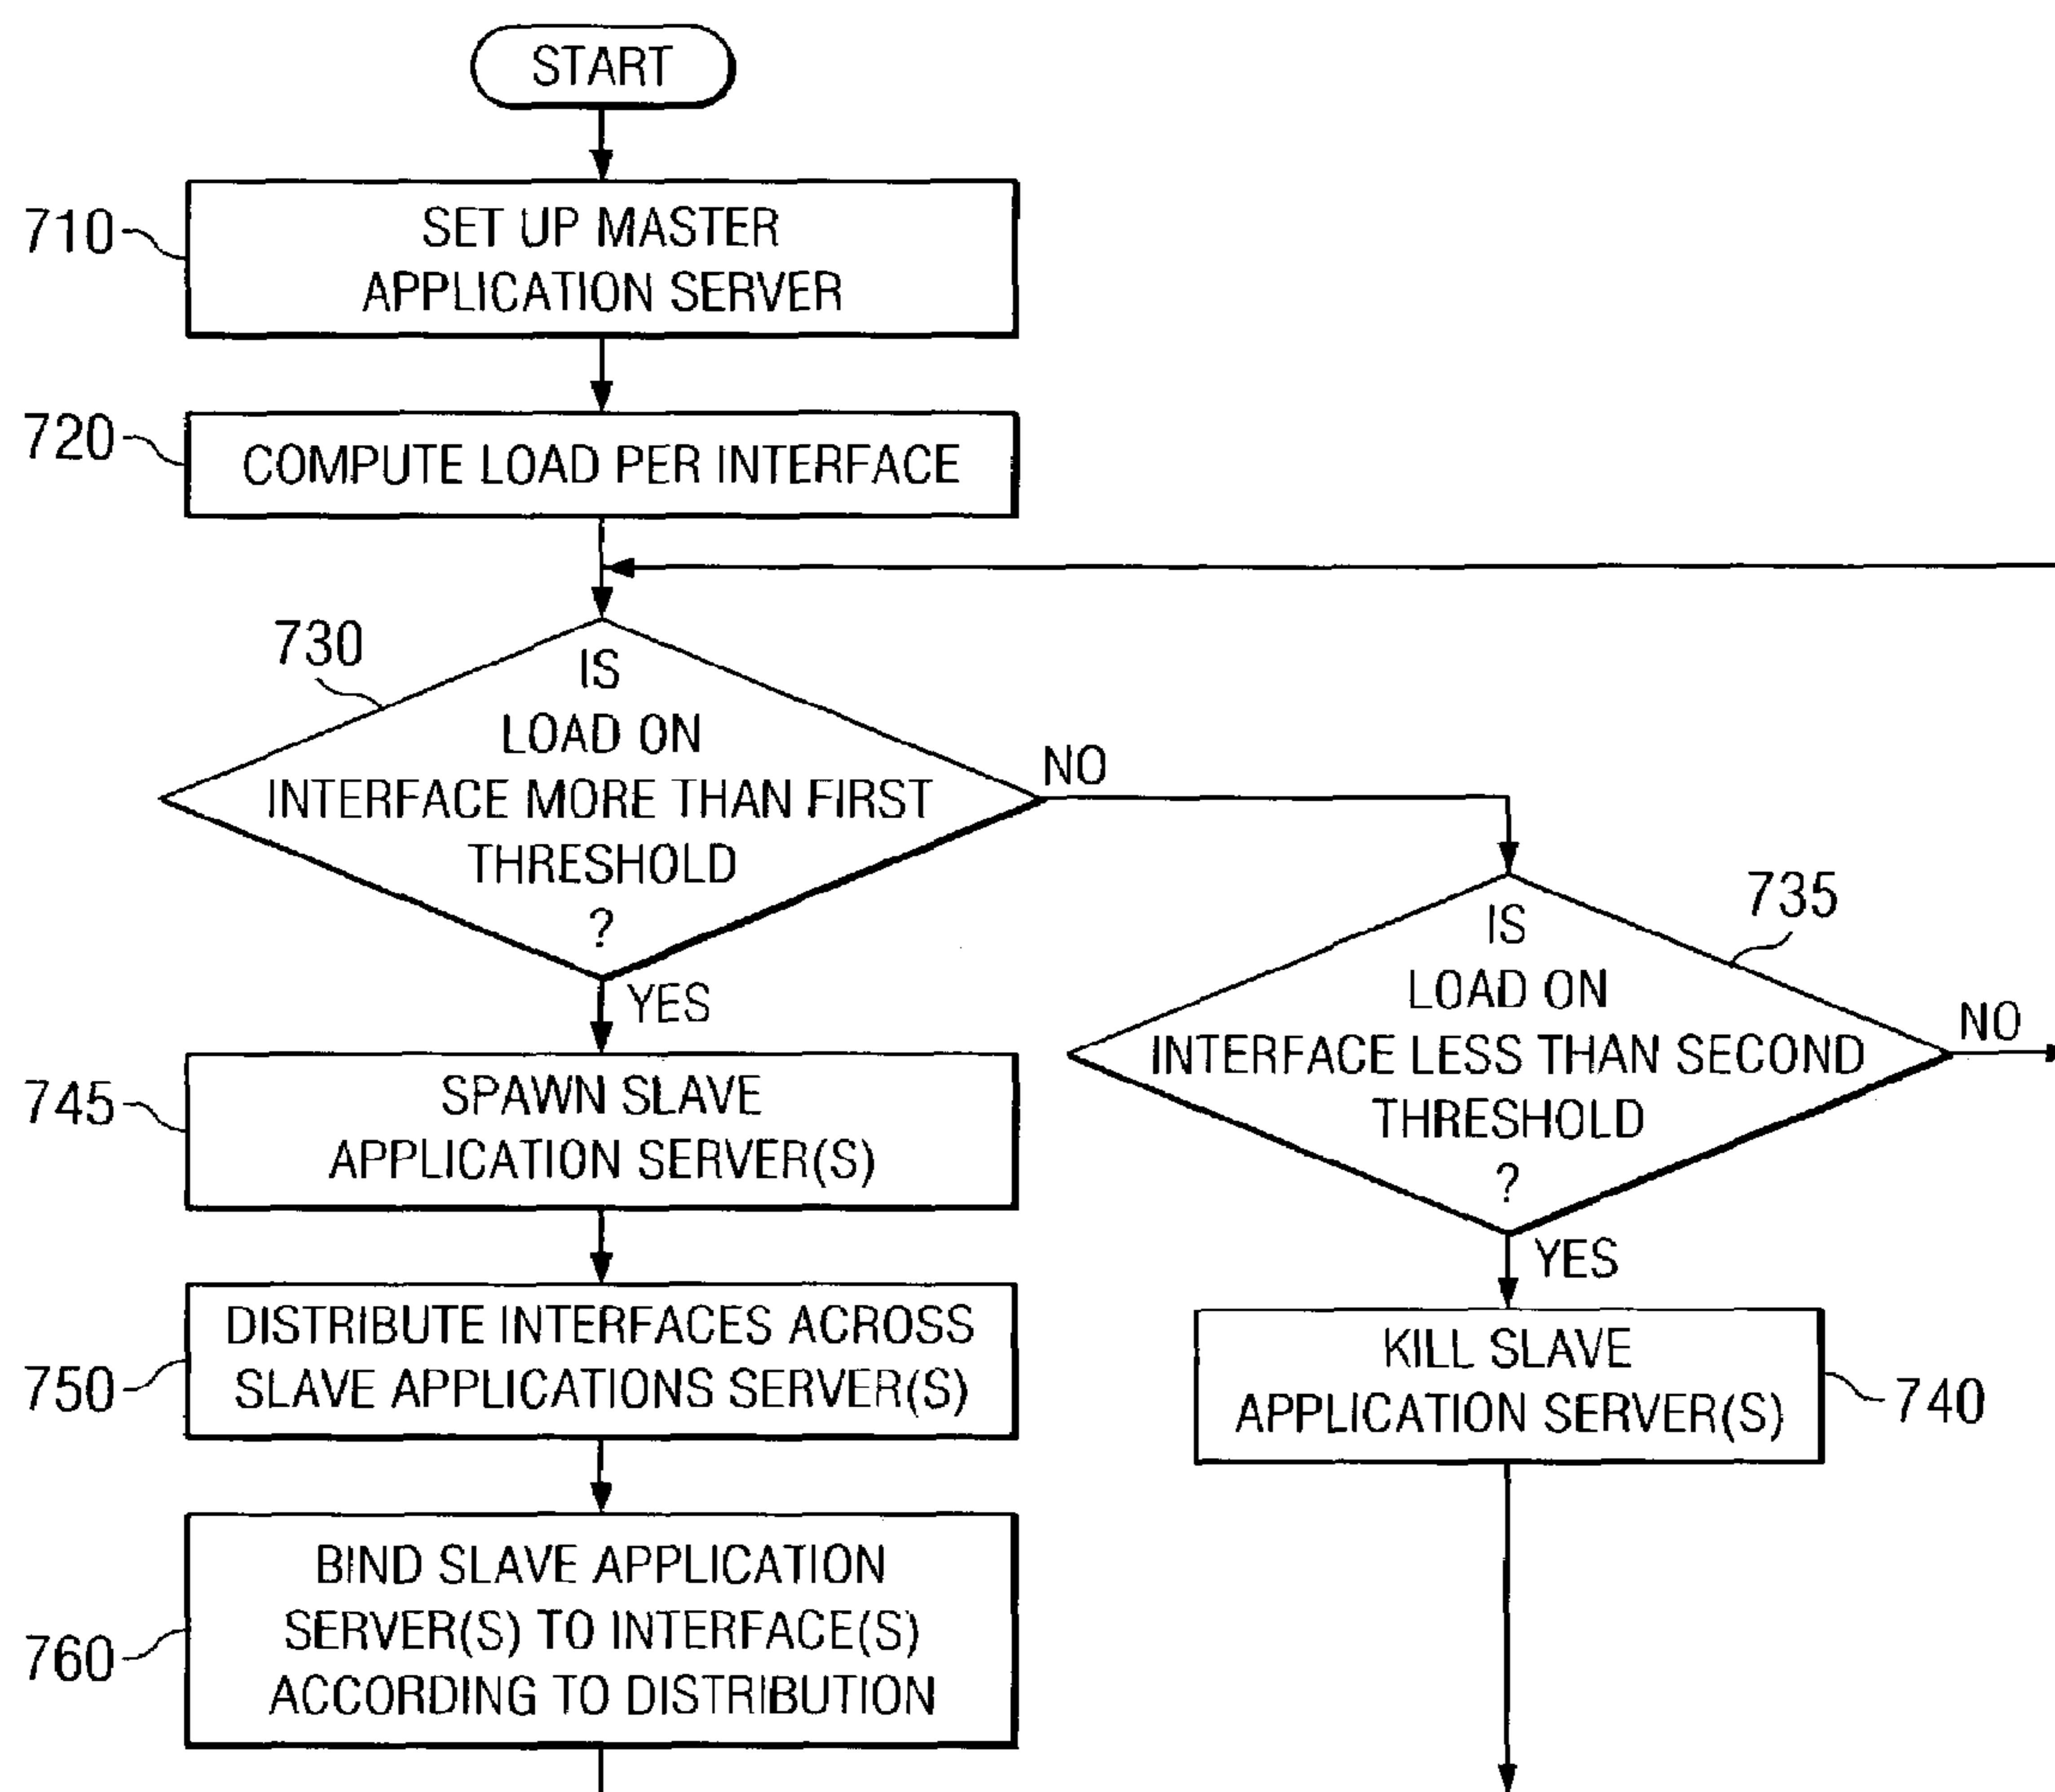 START
710
SET UP MASTER
APPLICATION SERVER
720
COMPUTE LOAD PER INTERFACE
730
IS
LOAD ON
INTERFACE MORE THAN FIRST
THRESHOLD
?
NO
YES
735
IS
LOAD ON
INTERFACE LESS THAN SECOND
THRESHOLD
?
NO
YES
745
SPAWN SLAVE
APPLICATION SERVER(S)
750
DISTRIBUTE INTERFACES ACROSS
SLAVE APPLICATIONS SERVER(S)
KILL SLAVE
APPLICATION SERVER(S)
740
760
BIND SLAVE APPLICATION
SERVER(S) TO INTERFACE(S)
ACCORDING TO DISTRIBUTION